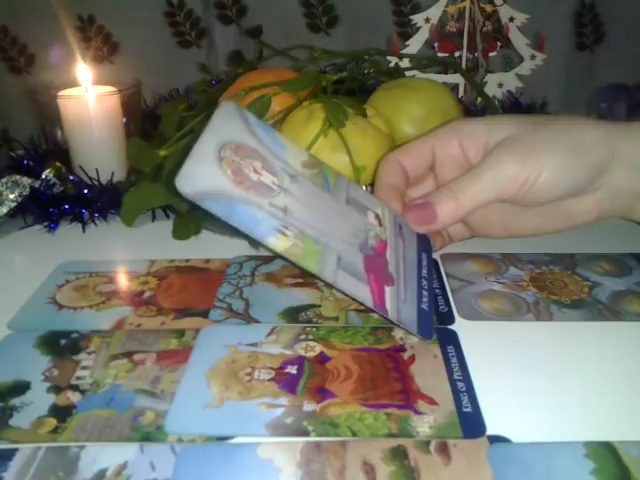 FOUR OF SWORDS
QUEEN OF
KING OF PENTACLES